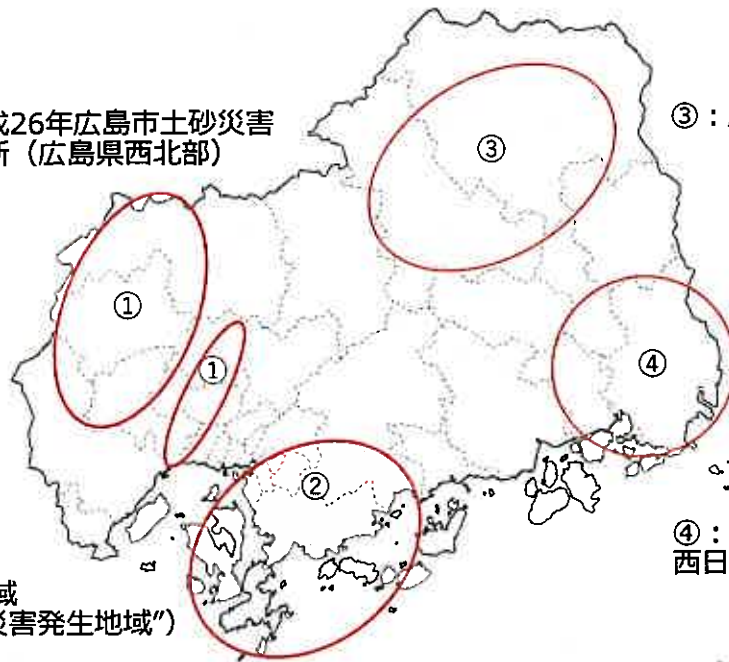 成26年広島市土砂災害
所（広島県西北部）
③：
③
①
①
④
②
④：
西日
域
災害発生地域”）